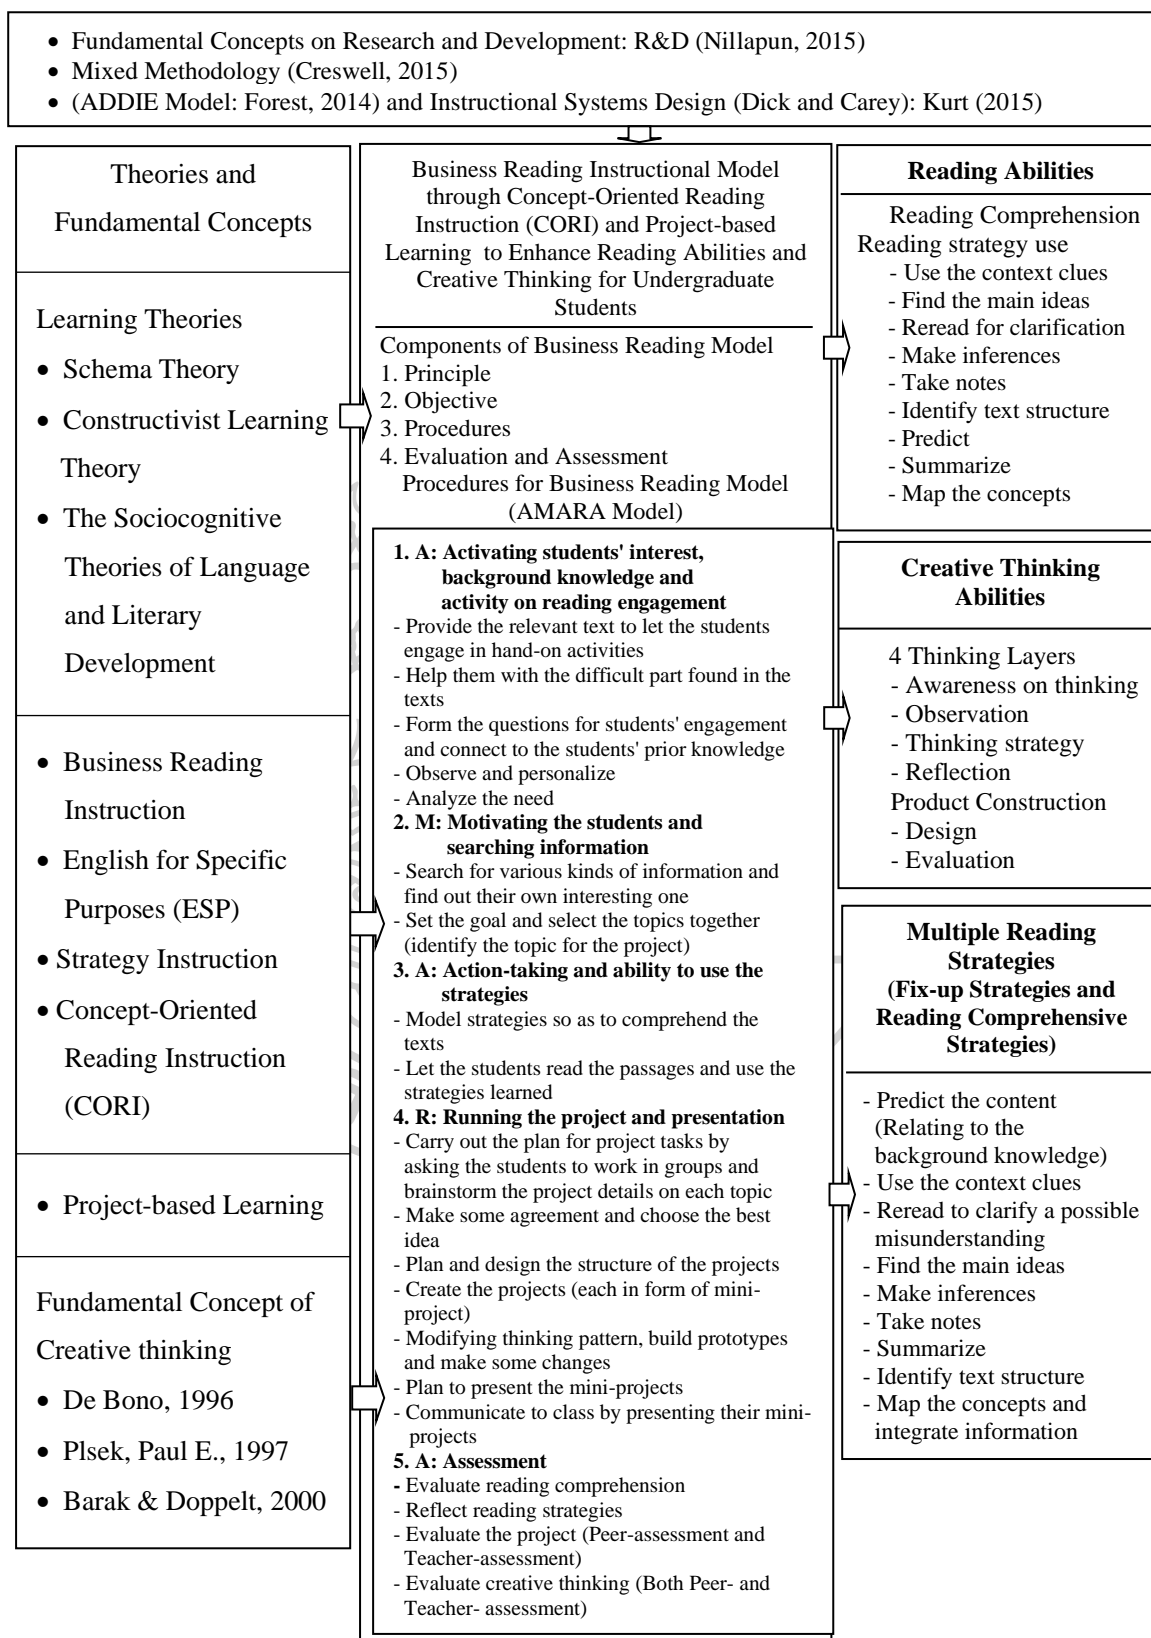 • Fundamental Concepts on Research and Development: R&D (Nillapun, 2015)
• Mixed Methodology (Creswell, 2015)
• (ADDIE Model: Forest, 2014) and Instructional Systems Design (Dick and Carey): Kurt (2015)
Theories and
Fundamental Concepts
Learning Theories
• Schema Theory
• Constructivist Learning
Theory
• The Sociocognitive
Theories of Language
and Literary
Development
• Business Reading
Instruction
• English for Specific
Purposes (ESP)
• Strategy Instruction
• Concept-Oriented
Reading Instruction
(CORI)
• Project-based Learning
Fundamental Concept of
Creative thinking
• De Bono, 1996
• Plsek, Paul E., 1997
• Barak & Doppelt, 2000
Business Reading Instructional Model
through Concept-Oriented Reading
Instruction (CORI) and Project-based
Learning to Enhance Reading Abilities and
Creative Thinking for Undergraduate
Students
Components of Business Reading Model
1. Principle
2. Objective
3. Procedures
4. Evaluation and Assessment
Procedures for Business Reading Model
(AMARA Model)
1. A: Activating students' interest,
background knowledge and
activity on reading engagement
- Provide the relevant text to let the students
engage in hand-on activities
- Help them with the difficult part found in the
texts
- Form the questions for students' engagement
and connect to the students' prior knowledge
- Observe and personalize
- Analyze the need
2. M: Motivating the students and
searching information
- Search for various kinds of information and
find out their own interesting one
- Set the goal and select the topics together
(identify the topic for the project)
3. A: Action-taking and ability to use the
strategies
- Model strategies so as to comprehend the
texts
- Let the students read the passages and use the
strategies learned
4. R: Running the project and presentation
- Carry out the plan for project tasks by
asking the students to work in groups and
brainstorm the project details on each topic
- Make some agreement and choose the best
idea
- Plan and design the structure of the projects
- Create the projects (each in form of mini-
project)
- Modifying thinking pattern, build prototypes
and make some changes
- Plan to present the mini-projects
- Communicate to class by presenting their mini-
projects
5. A: Assessment
- Evaluate reading comprehension
- Reflect reading strategies
- Evaluate the project (Peer-assessment and
Teacher-assessment)
- Evaluate creative thinking (Both Peer- and
Teacher- assessment)
Reading Abilities
Reading Comprehension
Reading strategy use
- Use the context clues
- Find the main ideas
- Reread for clarification
- Make inferences
- Take notes
- Identify text structure
- Predict
- Summarize
- Map the concepts
Creative Thinking
Abilities
4 Thinking Layers
- Awareness on thinking
- Observation
- Thinking strategy
- Reflection
Product Construction
- Design
- Evaluation
Multiple Reading
Strategies
(Fix-up Strategies and
Reading Comprehensive
Strategies)
- Predict the content
(Relating to the
background knowledge)
- Use the context clues
- Reread to clarify a possible
misunderstanding
- Find the main ideas
- Make inferences
- Take notes
- Summarize
- Identify text structure
- Map the concepts and
integrate information